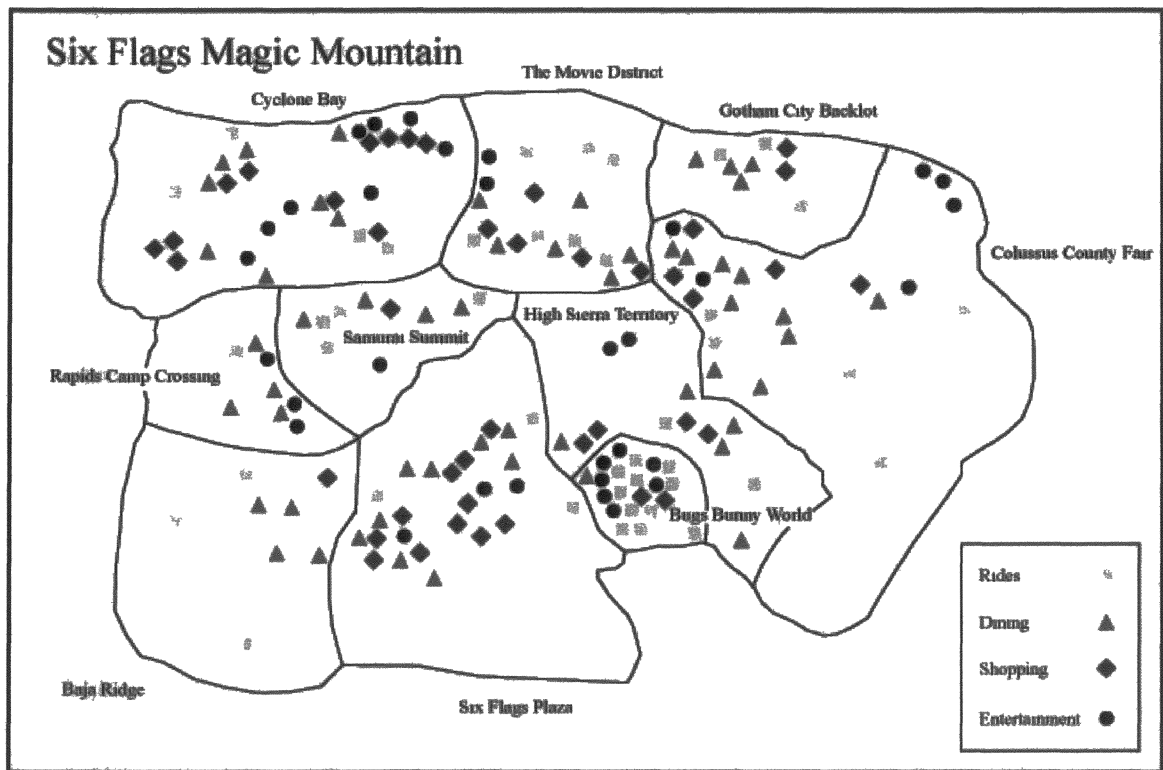 Six Flags Magic Mountain
The Movie District
Cyclone Bay
Gotham City Backlot
Colussus County Fair
High Sierra Territory
Samurai Summit
Rapids Camp Crossing
Bugs Bunny World
Baja Ridge
Six Flags Plaza
Rides
Dining
Shopping
Entertainment